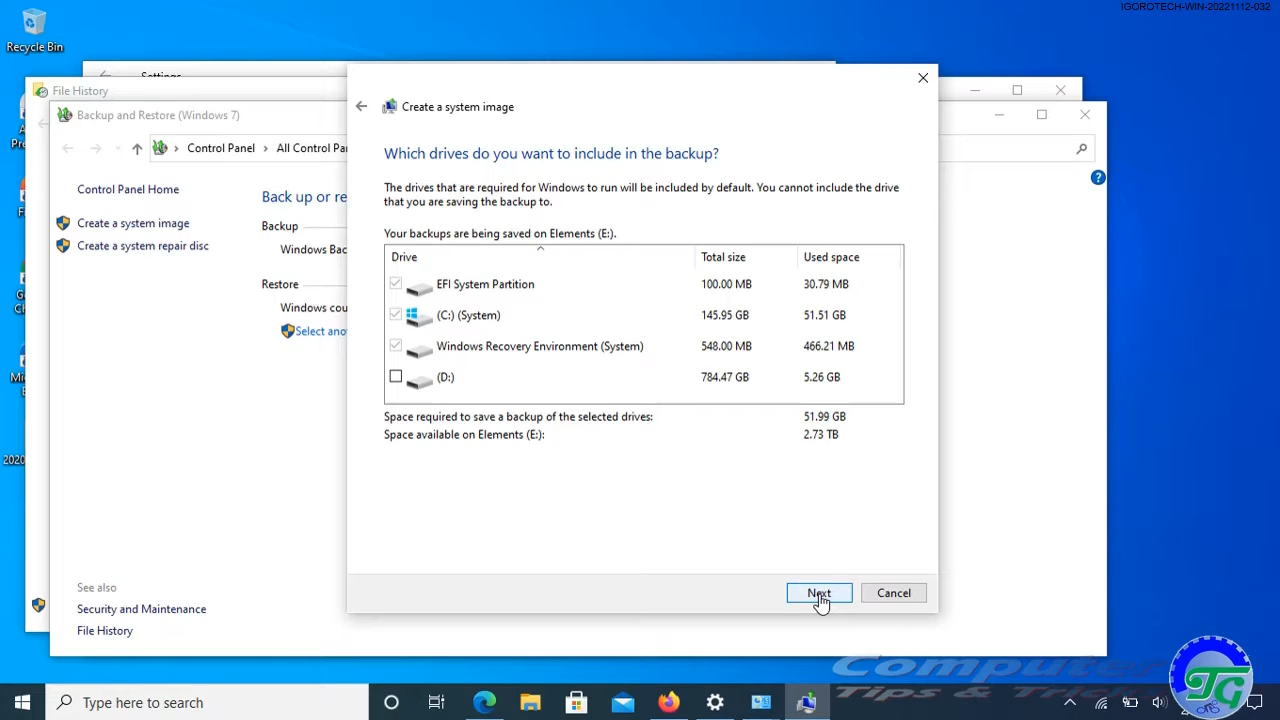 IGOROTECH-WIN-20221112-032
Recycle Bin
Settings
File History
Backup and Restore (Windows 7)
Control Panel
All Control Pa
Control Panel Home
Create a system image
Create a system repair disc
Back up or re
Backup
Windows Bac
Restore
Windows cou
Select ano
See also
Security and Maintenance
File History
Create a system image
Which drives do you want to include in the backup?
The drives that are required for Windows to run will be included by default. You cannot include the drive
that you are saving the backup to.
Your backups are being saved on Elements (E:).
Drive Total size Used space
EFI System Partition 100.00 MB 30.79 MB
(C:) (System) 145.95 GB 51.51 GB
Windows Recovery Environment (System) 548.00 MB 466.21 MB
(D:) 784.47 GB 5.26 GB
Space required to save a backup of the selected drives: 51.99 GB
Space available on Elements (E:): 2.73 TB
Next Cancel
Computer
Tips & Tric
TG
Type here to search